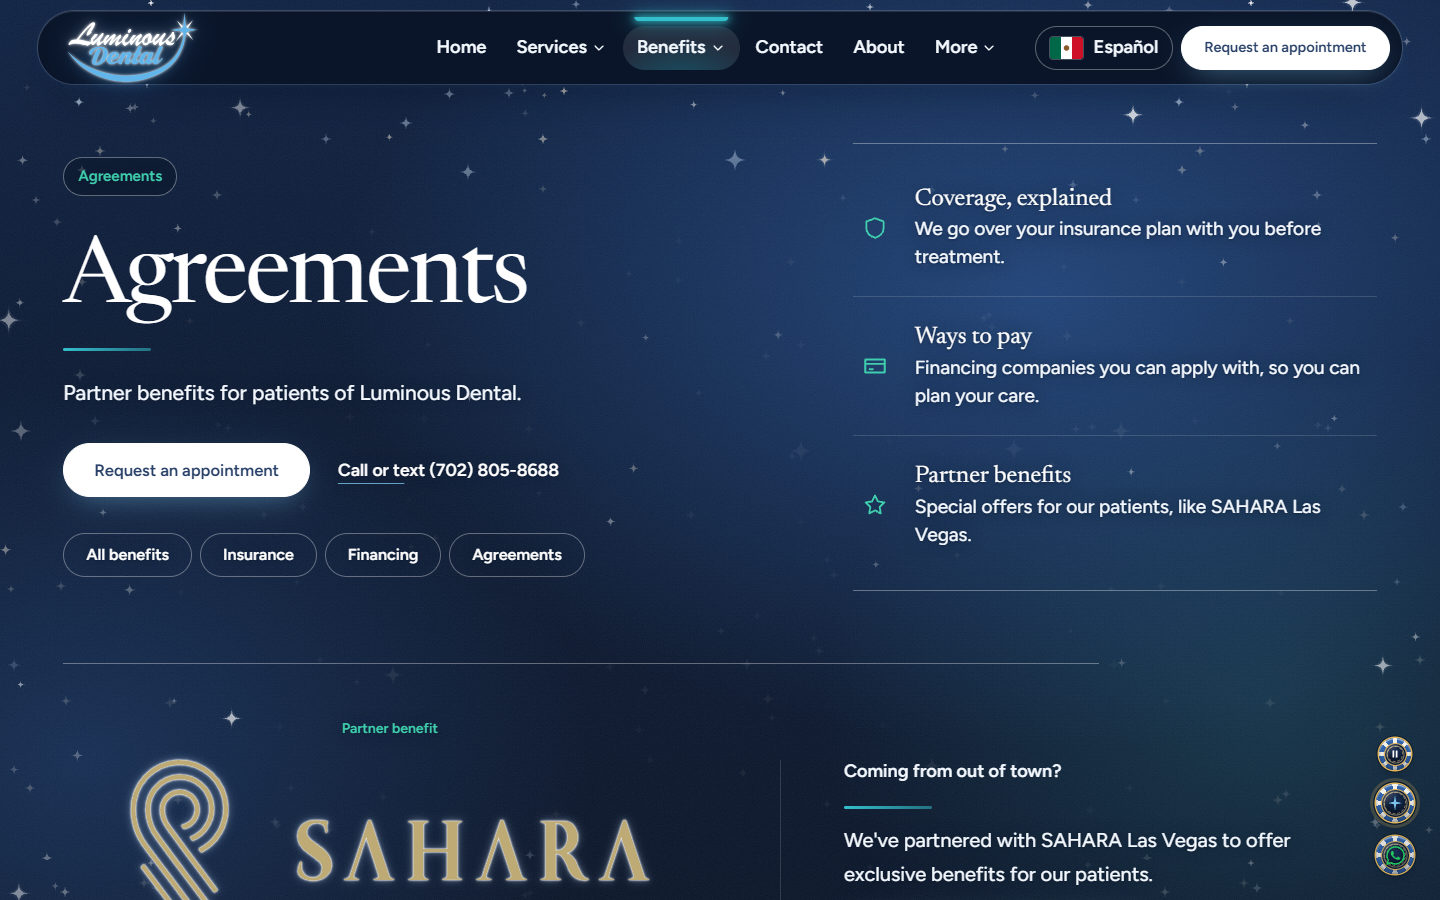 Luminous
Dental
Home
Services
Benefits
Contact
About
More
Español
Request an appointment
Agreements
Agreements
Partner benefits for patients of Luminous Dental.
Request an appointment
Call or text (702) 805-8688
All benefits
Insurance
Financing
Agreements
Coverage, explained
We go over your insurance plan with you before
treatment.
Ways to pay
Financing companies you can apply with, so you can
plan your care.
Partner benefits
Special offers for our patients, like SAHARA Las
Vegas.
Partner benefit
SAHARA
Coming from out of town?
We've partnered with SAHARA Las Vegas to offer
exclusive benefits for our patients.